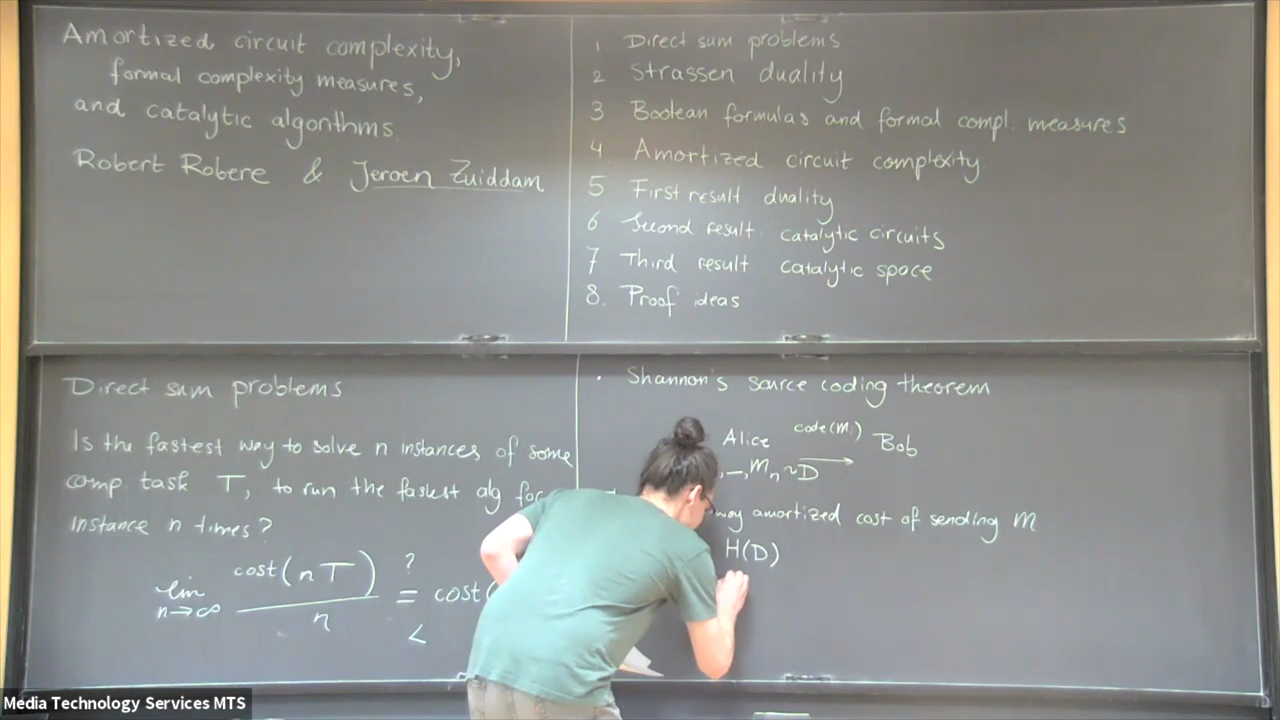 Amortized circuit complexity,
formal complexity measures,
and catalytic algorithms
Robert Robere & Jeroen Zuiddam
1 Direct sum problems
2 Strassen duality
3 Boolean formulas and formal compl. measures
4 Amortized circuit complexity
5 First result duality
6 Second result catalytic circuits
7 Third result catalytic space
8. Proof ideas
Direct sum problems
Is the fastest way to solve n instances of some
comp. task T, to run the fastest alg for
instance n times?
lim n→∞ cost(nT) / n ? = cost(
<
· Shannon's source coding theorem
Alice code(M.) Bob
→
,–,Mn ~ D
way amortized cost of sending M
H(D)
Media Technology Services MTS